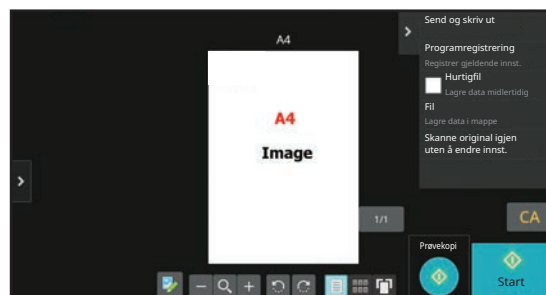 A4
A4
Image
1/1
Send og skriv ut
Programregistrering
Registrer gjeldende innst.
Hurtigfil
Lagre data midlertidig
Fil
Lagre data i mappe
Skanne original igjen
uten å endre innst.
CA
Prøvekopi
Start